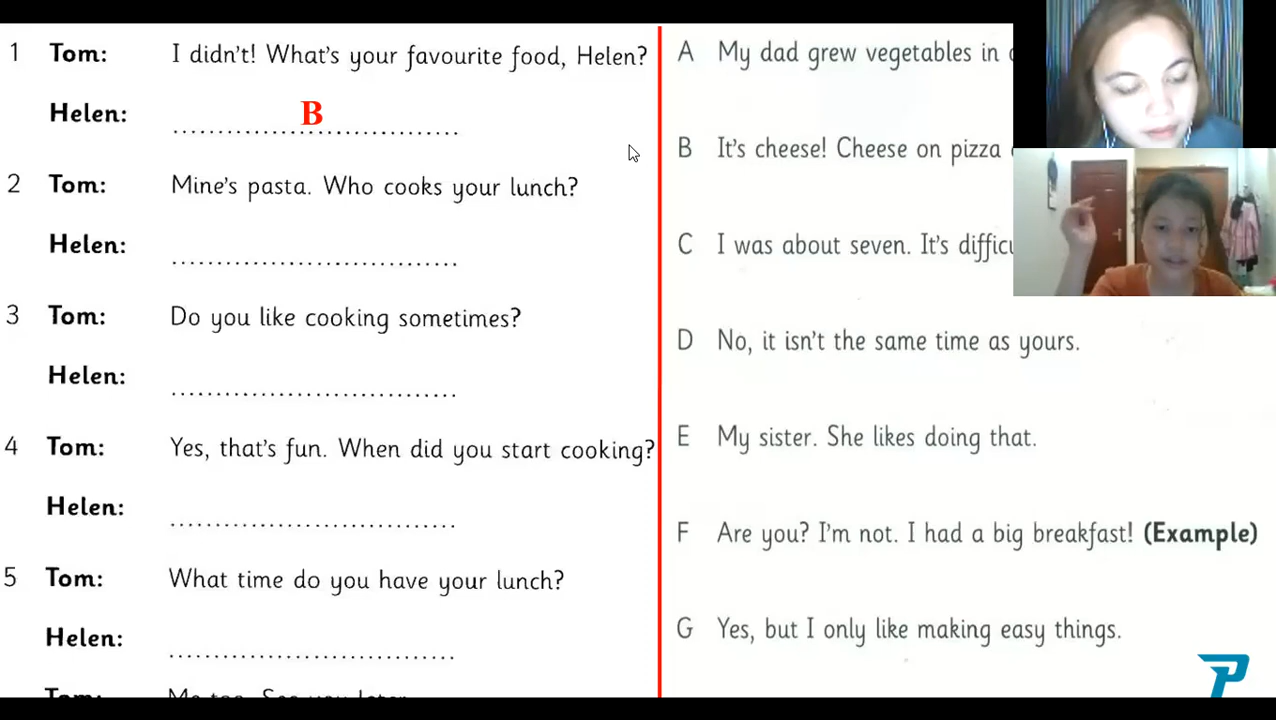 1 Tom: I didn't! What's your favourite food, Helen?
Helen: B ................................
2 Tom: Mine's pasta. Who cooks your lunch?
Helen: ................................
3 Tom: Do you like cooking sometimes?
Helen: ................................
4 Tom: Yes, that's fun. When did you start cooking?
Helen: ................................
5 Tom: What time do you have your lunch?
Helen: ................................
A My dad grew vegetables in
B It's cheese! Cheese on pizza
C I was about seven. It's
D No, it isn't the same time as yours.
E My sister. She likes doing that.
F Are you? I'm not. I had a big breakfast! (Example)
G Yes, but I only like making easy things.